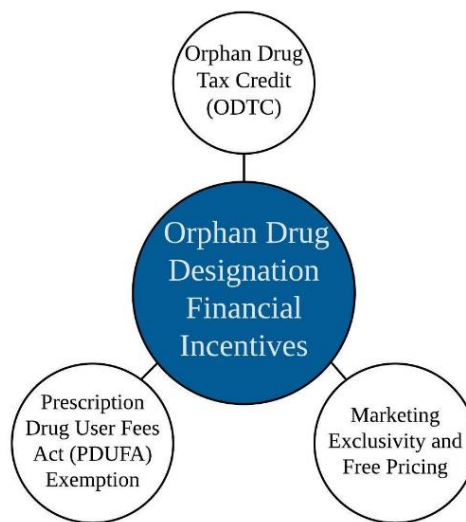 Orphan Drug
Tax Credit
(ODTC)
Orphan Drug
Designation
Financial
Incentives
Prescription
Drug User Fees
Act (PDUFA)
Exemption
Marketing
Exclusivity and
Free Pricing